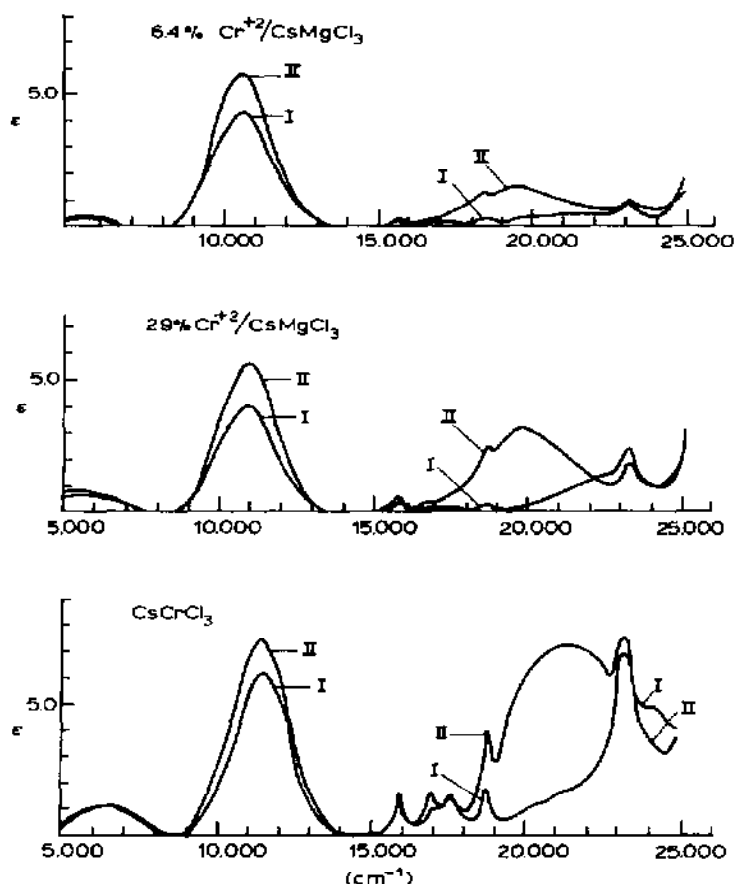 6.4% Cr+2/CsMgCl3
5.0
ε
II
I
I
II
10.000 15.000 20.000 25.000
29% Cr+2/CsMgCl3
5.0
ε
II
I
II
I
5.000 10.000 15.000 20.000 25.000
CsCrCl3
5.0
ε
II
I
II
I
I
II
5.000 10.000 15.000 20.000 25.000
(cm-1)